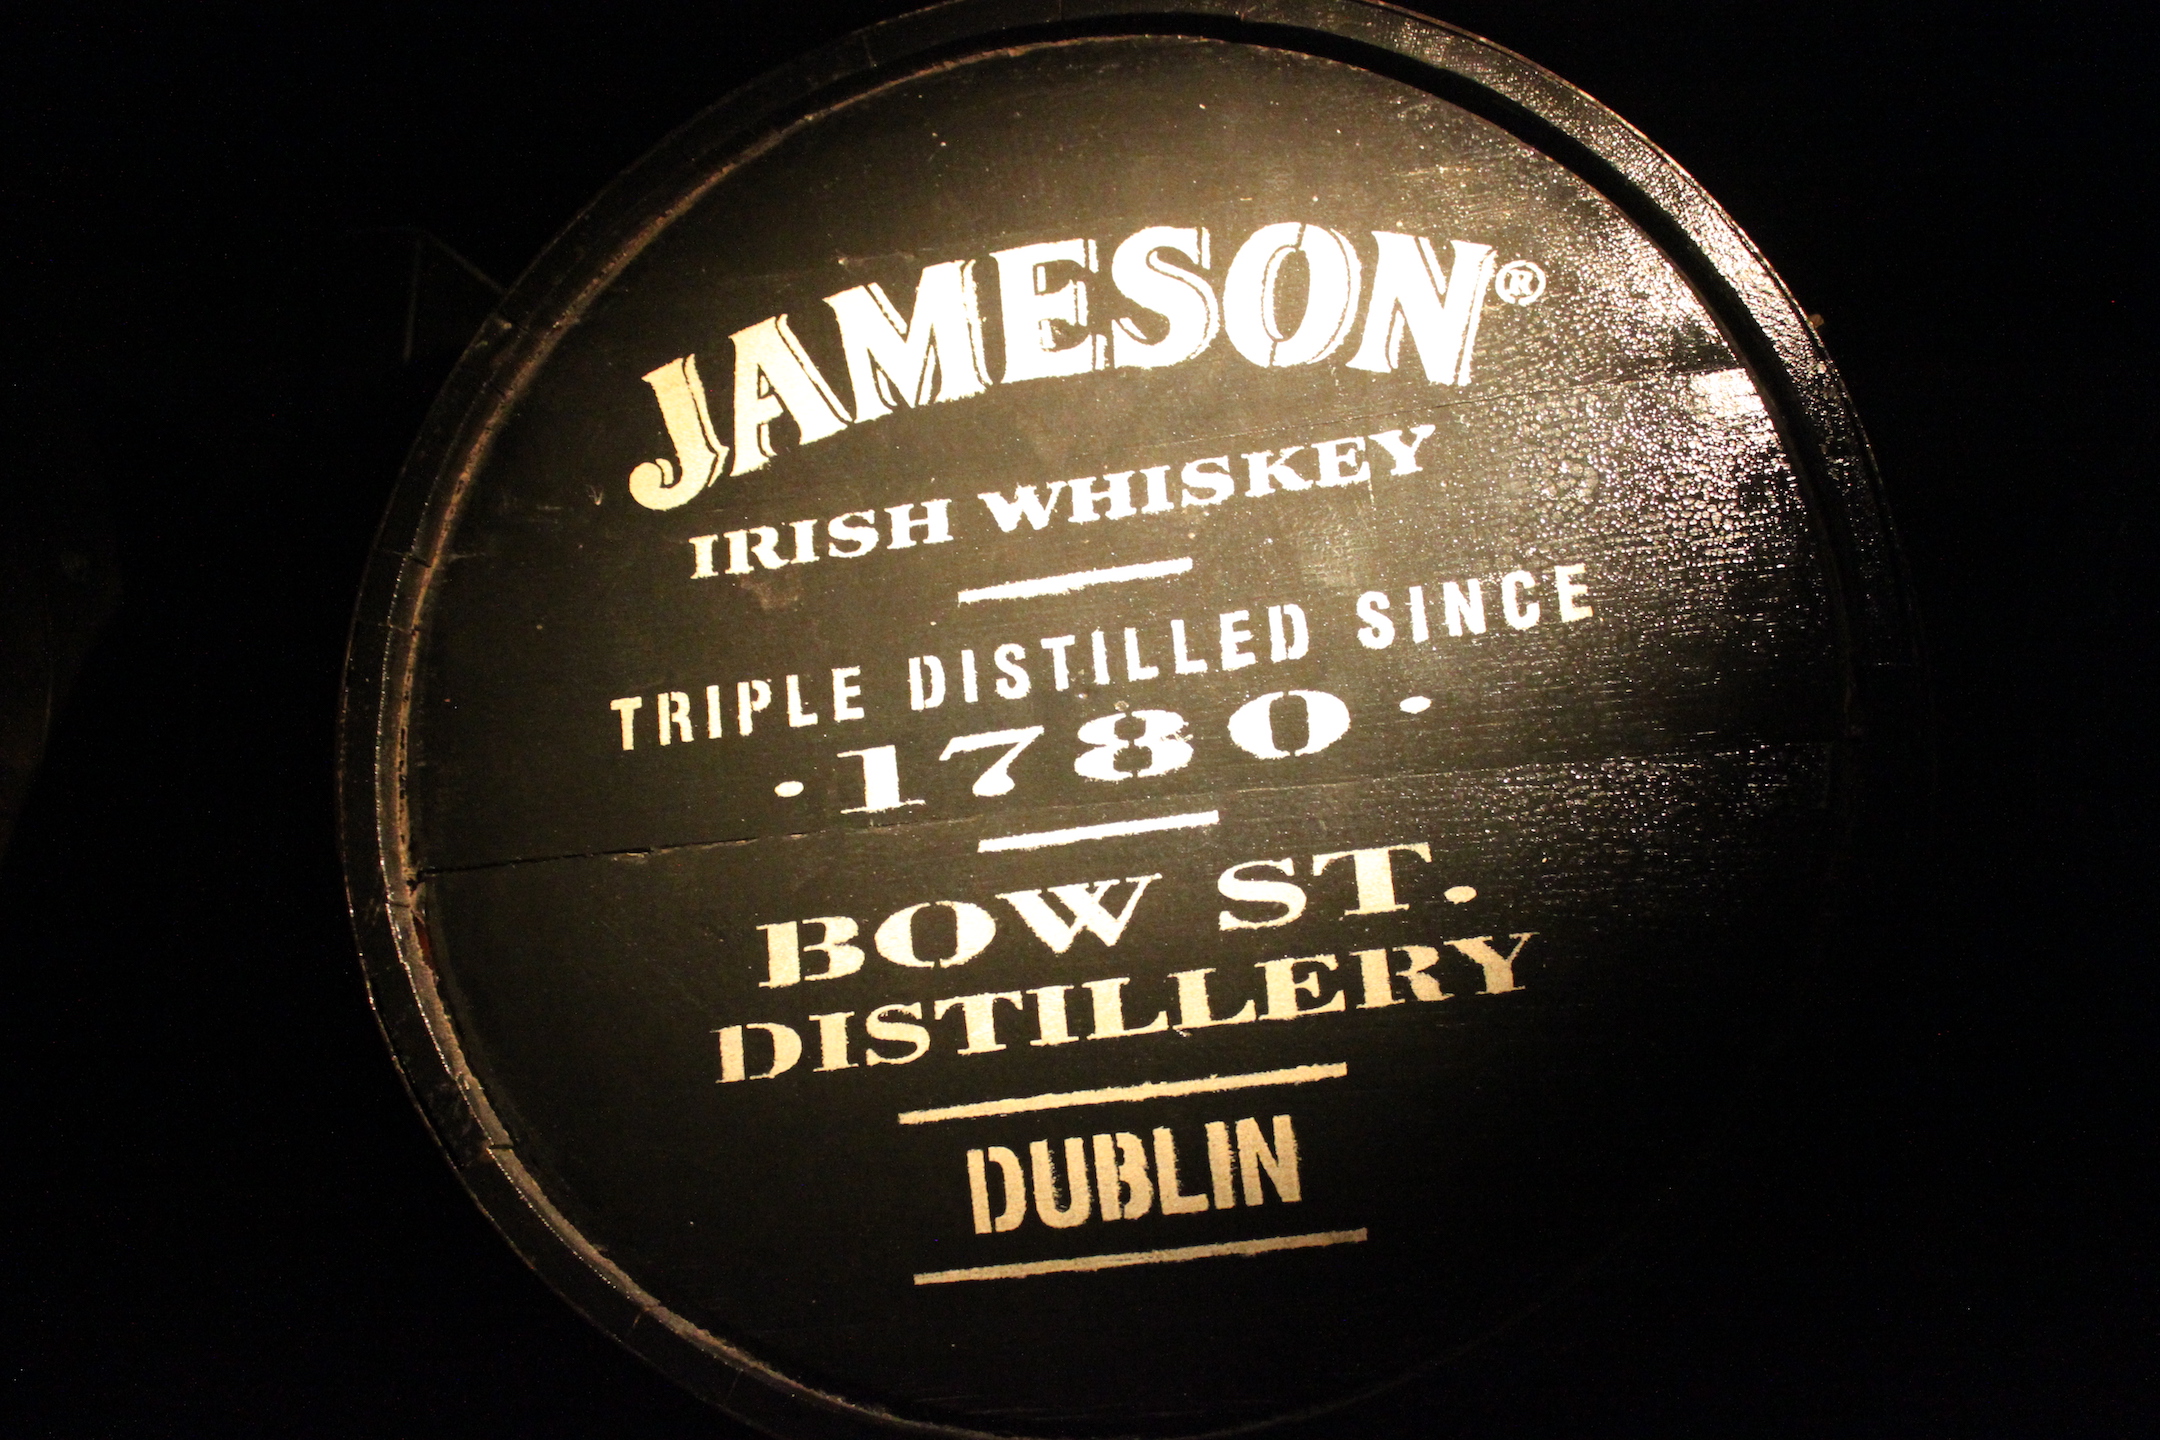 JAMESON®
IRISH WHISKEY
TRIPLE DISTILLED SINCE
·1780·
BOW ST.
DISTILLERY
DUBLIN